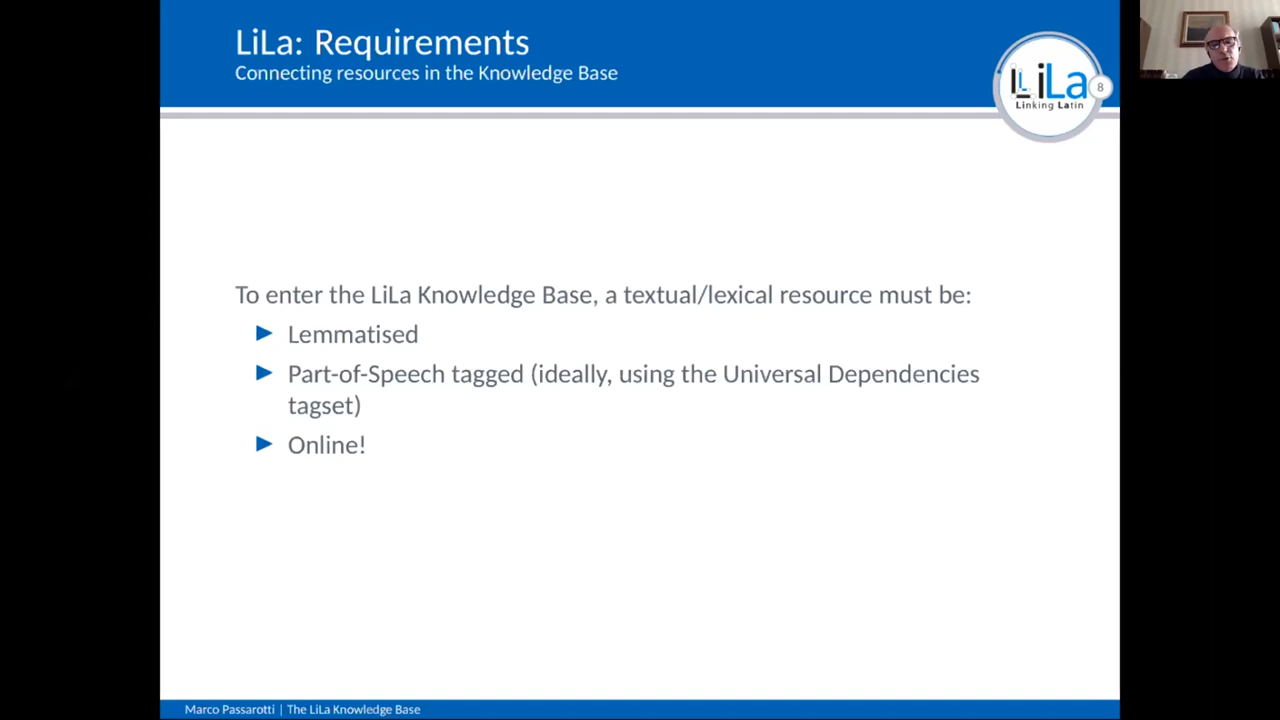 LiLa: Requirements
Connecting resources in the Knowledge Base
LiLa
Linking Latin
8
To enter the LiLa Knowledge Base, a textual/lexical resource must be:
Lemmatised
Part-of-Speech tagged (ideally, using the Universal Dependencies
tagset)
Online!
Marco Passarotti | The LiLa Knowledge Base